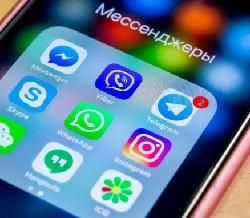 Мессенджеры
Messenger
Viber
Telegram
2
Skype
WhatsApp
Instagram
Hangouts
ICQ